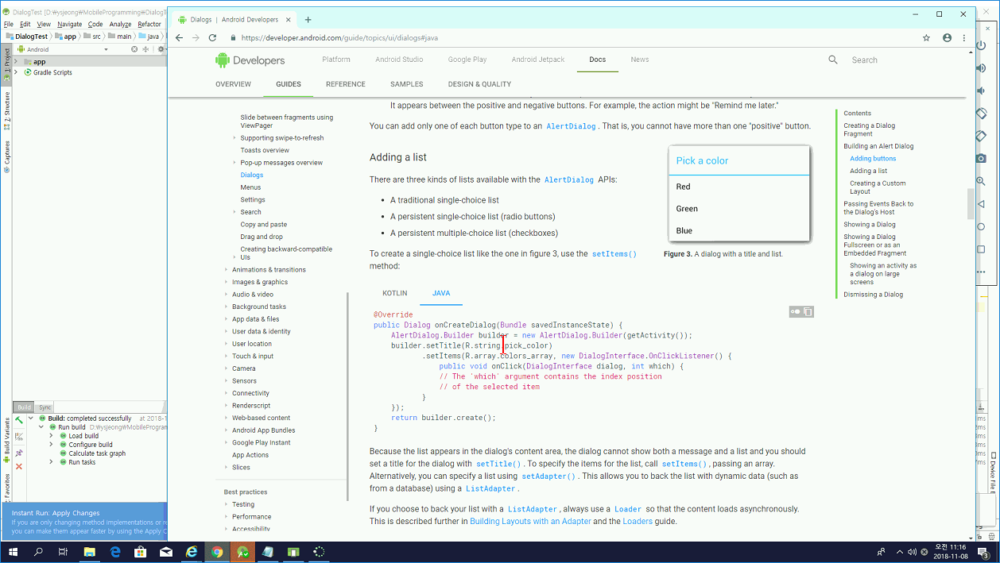 DialogTest [D:₩ysjeong₩MobileProgramming₩DialogT
File Edit View Navigate Code Analyze Refactor
DialogTest app src main java
Android
1: Project
app
Gradle Scripts
7: Structure
Captures
Build Variants
Favorites
Build Sync
Build: completed successfully at 2018-1
Run build D:₩ysjeong₩MobileProgram
Load build
Configure build
Calculate task graph
Run tasks
Instant Run: Apply Changes
If you are only changing method implementations or re
you can make them appear faster by using the Apply C
Dialogs | Android Developers
https://developer.android.com/guide/topics/ui/dialogs#java
Developers
Platform Android Studio Google Play Android Jetpack Docs News
Search
OVERVIEW GUIDES REFERENCE SAMPLES DESIGN & QUALITY
Slide between fragments using
ViewPager
Supporting swipe-to-refresh
Toasts overview
Pop-up messages overview
Dialogs
Menus
Settings
Search
Copy and paste
Drag and drop
Creating backward-compatible
UIs
Animations & transitions
Images & graphics
Audio & video
Background tasks
App data & files
User data & identity
User location
Touch & input
Camera
Sensors
Connectivity
Renderscript
Web-based content
Android App Bundles
Google Play Instant
App Actions
Slices
Best practices
Testing
Performance
Accessibility
It appears between the positive and negative buttons. For example, the action might be "Remind me later."
You can add only one of each button type to an AlertDialog. That is, you cannot have more than one "positive" button.
Adding a list
There are three kinds of lists available with the AlertDialog APIs:
• A traditional single-choice list
• A persistent single-choice list (radio buttons)
• A persistent multiple-choice list (checkboxes)
To create a single-choice list like the one in figure 3, use the setItems()
method:
Pick a color
Red
Green
Blue
Figure 3. A dialog with a title and list.
KOTLIN JAVA
@Override
public Dialog onCreateDialog(Bundle savedInstanceState) {
AlertDialog.Builder builder = new AlertDialog.Builder(getActivity());
builder.setTitle(R.string.pick_color)
.setItems(R.array.colors_array, new DialogInterface.OnClickListener() {
public void onClick(DialogInterface dialog, int which) {
// The 'which' argument contains the index position
// of the selected item
}
});
return builder.create();
}
Because the list appears in the dialog's content area, the dialog cannot show both a message and a list and you should
set a title for the dialog with setTitle(). To specify the items for the list, call setItems(), passing an array.
Alternatively, you can specify a list using setAdapter(). This allows you to back the list with dynamic data (such as
from a database) using a ListAdapter.
If you choose to back your list with a ListAdapter, always use a Loader so that the content loads asynchronously.
This is described further in Building Layouts with an Adapter and the Loaders guide.
Contents
Creating a Dialog
Fragment
Building an Alert Dialog
Adding buttons
Adding a list
Creating a Custom
Layout
Passing Events Back to
the Dialog's Host
Showing a Dialog
Showing a Dialog
Fullscreen or as an
Embedded Fragment
Showing an activity as
a dialog on large
screens
Dismissing a Dialog
오전 11:16
2018-11-08
3